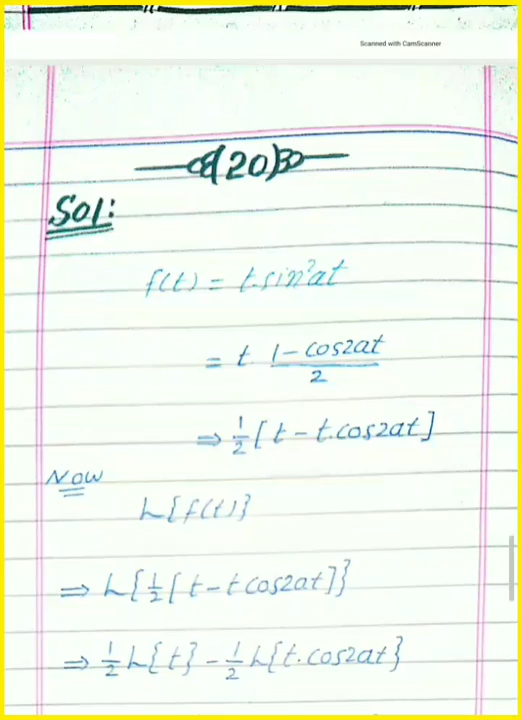 Scanned with CamScanner
(20)
Sol:
f(t) = t.sin²at
= t. 1-cos2at / 2
⇒ 1/2 [t - t.cos2at]
Now
L{f(t)}
⇒ L{1/2 [t - t cos2at]}
⇒ 1/2 L{t} - 1/2 L{t.cos2at}